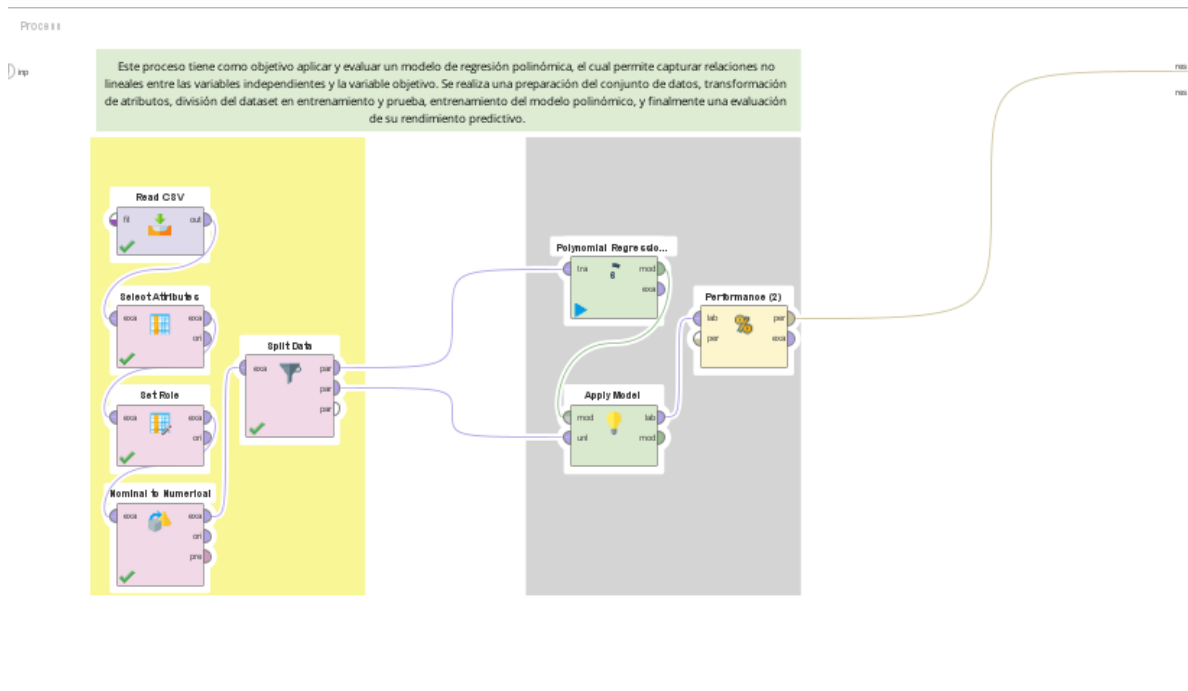 Process
inp
Este proceso tiene como objetivo aplicar y evaluar un modelo de regresión polinómica, el cual permite capturar relaciones no
lineales entre las variables independientes y la variable objetivo. Se realiza una preparación del conjunto de datos, transformación
de atributos, división del dataset en entrenamiento y prueba, entrenamiento del modelo polinómico, y finalmente una evaluación
de su rendimiento predictivo.
res
res
Read CSV
fil out
Select Attributes
exa exa
ori
Set Role
exa exa
ori
Nominal to Numerical
exa exa
ori
pre
Split Data
exa par
par
par
Polynomial Regressio...
tra mod
exa
Apply Model
mod lab
unl mod
Performance (2)
lab per
per exa